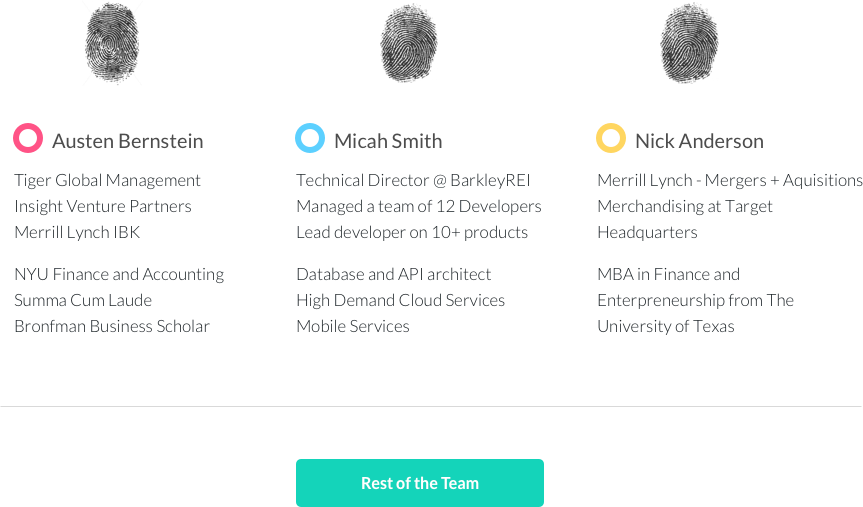 Austen Bernstein
Tiger Global Management
Insight Venture Partners
Merrill Lynch IBK
NYU Finance and Accounting
Summa Cum Laude
Bronfman Business Scholar
Micah Smith
Technical Director @ BarkleyREI
Managed a team of 12 Developers
Lead developer on 10+ products
Database and API architect
High Demand Cloud Services
Mobile Services
Nick Anderson
Merrill Lynch - Mergers + Aquisitions
Merchandising at Target
Headquarters
MBA in Finance and
Enterpreneurship from The
University of Texas
Rest of the Team